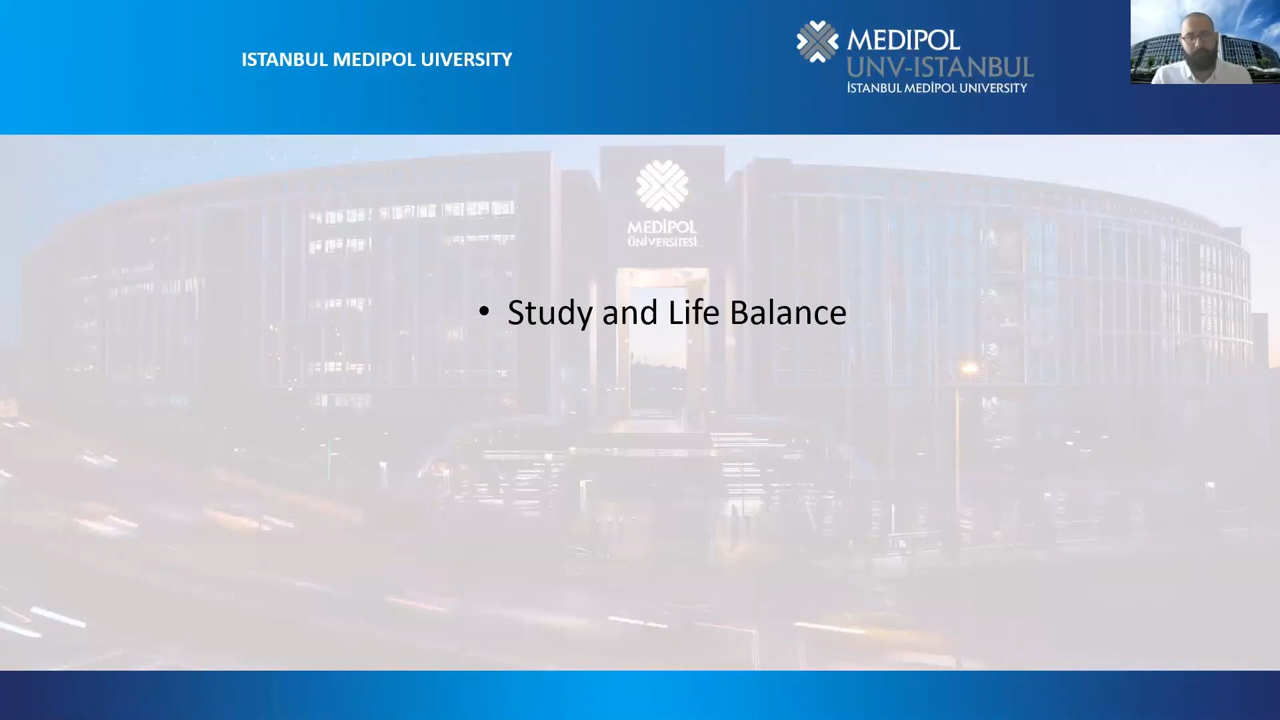 ISTANBUL MEDIPOL UIVERSITY
MEDIPOL
UNV-ISTANBUL
İSTANBUL MEDİPOL UNIVERSITY
MEDİPOL
ÜNİVERSİTESİ
• Study and Life Balance